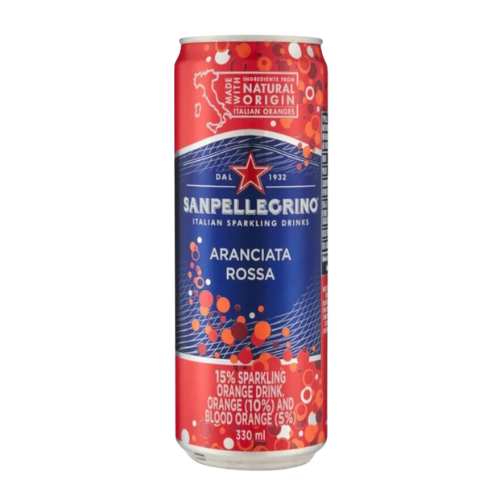 MADE
WITH
INGREDIENTS FROM
NATURAL
ORIGIN
ITALIAN ORANGES
DAL 1932
SANPELLEGRINO
ITALIAN SPARKLING DRINKS
ARANCIATA
ROSSA
15% SPARKLING
ORANGE DRINK,
ORANGE (10%) AND
BLOOD ORANGE (5%)
330 ml